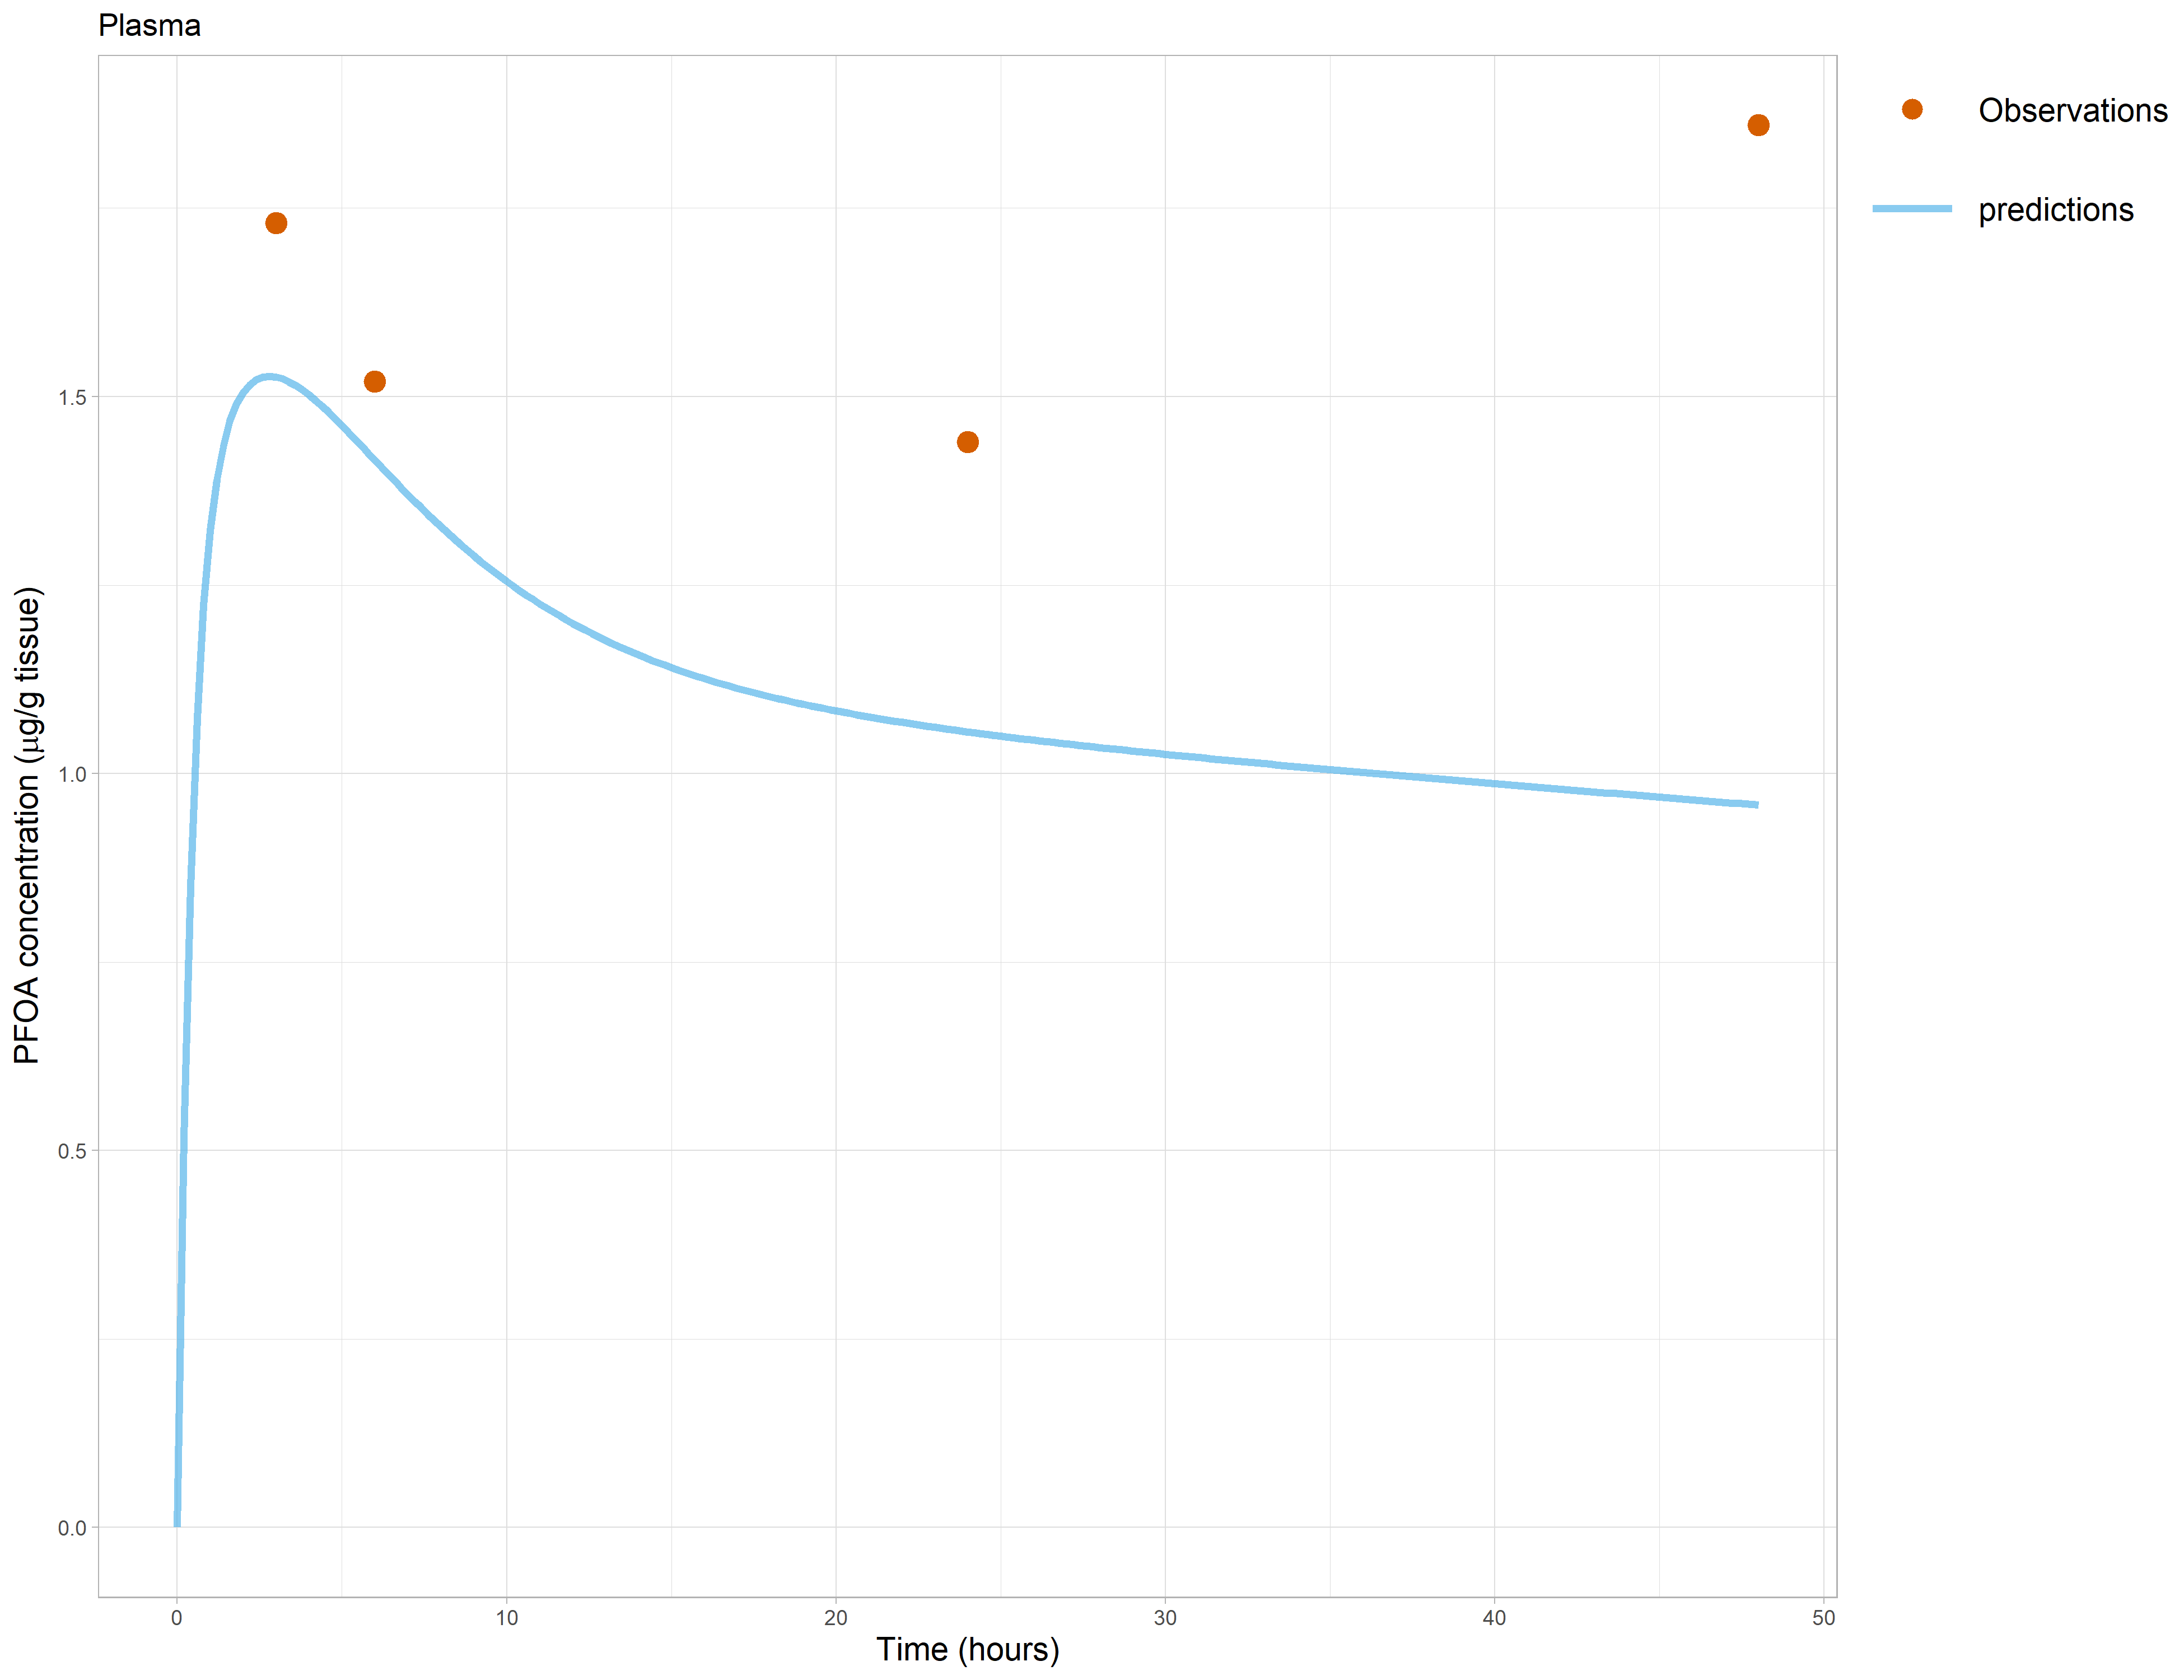 Plasma
Observations
predictions
PFOA concentration (μg/g tissue)
1.5
1.0
0.5
0.0
0 10 20 30 40 50
Time (hours)